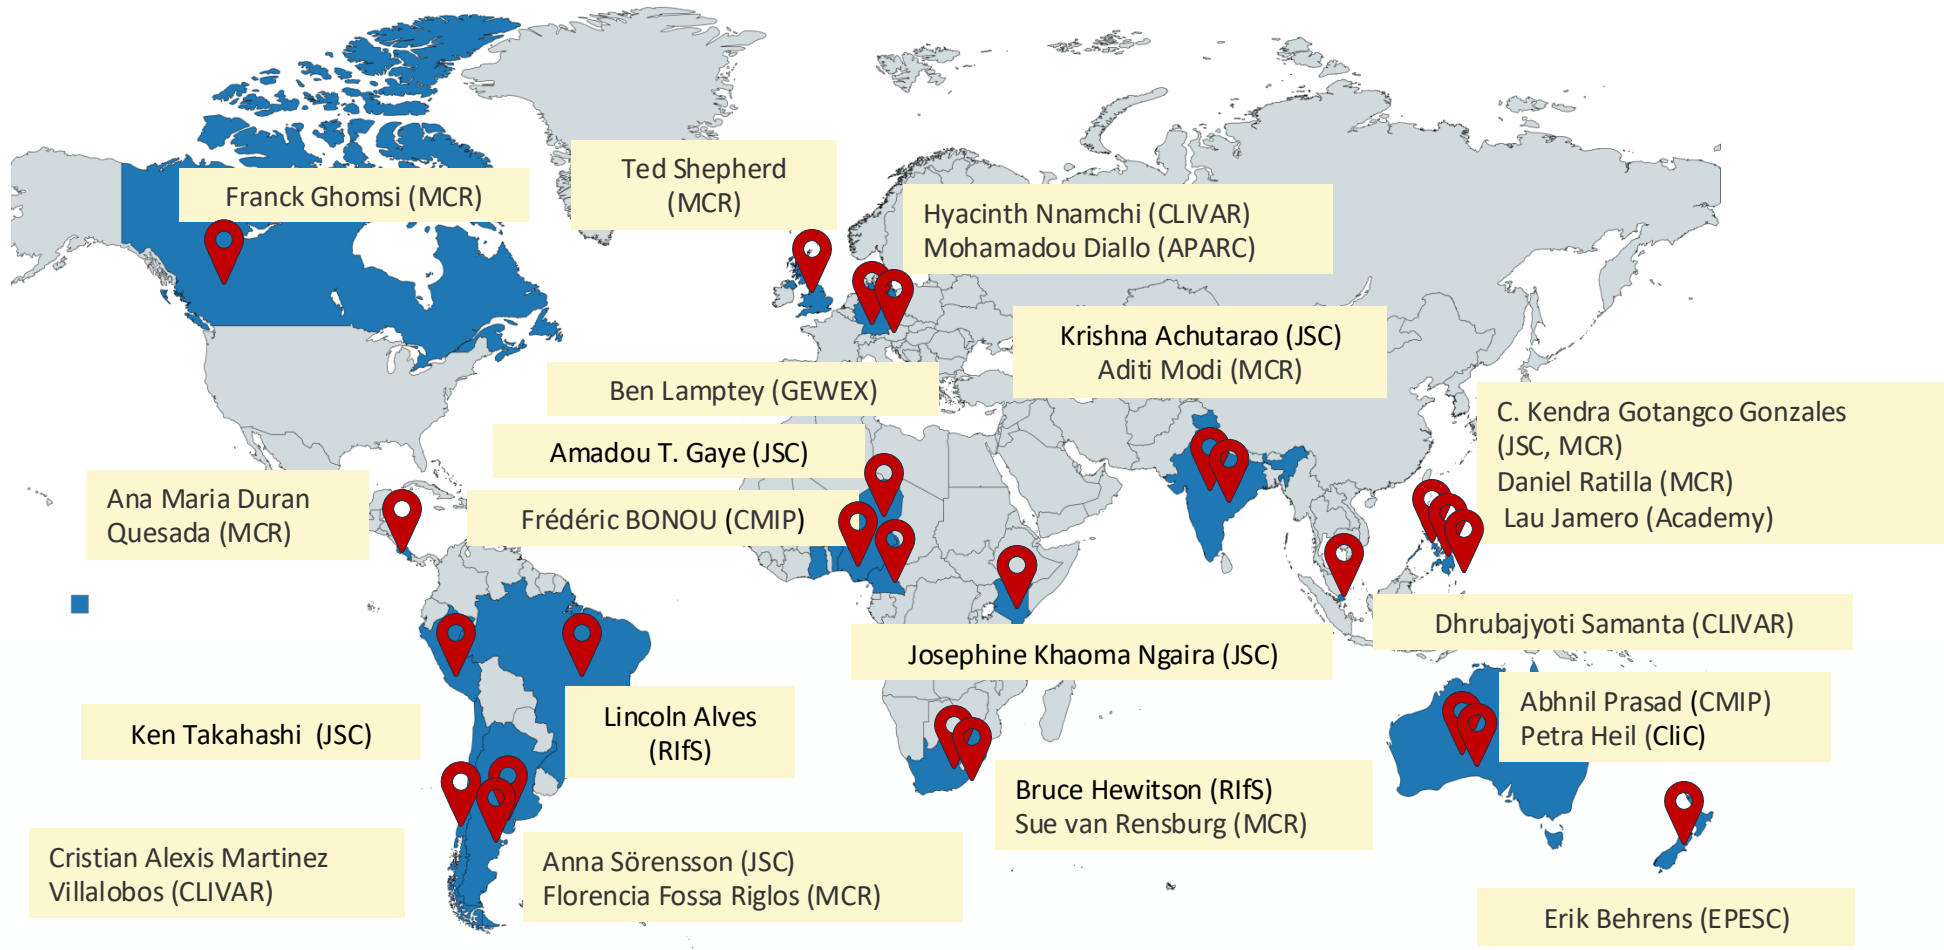 Franck Ghomsi (MCR)
Ted Shepherd
(MCR)
Hyacinth Nnamchi (CLIVAR)
Mohamadou Diallo (APARC)
Krishna Achutarao (JSC)
Aditi Modi (MCR)
Ben Lamptey (GEWEX)
C. Kendra Gotangco Gonzales
(JSC, MCR)
Daniel Ratilla (MCR)
Lau Jamero (Academy)
Amadou T. Gaye (JSC)
Ana Maria Duran
Quesada (MCR)
Frédéric BONOU (CMIP)
Dhrubajyoti Samanta (CLIVAR)
Josephine Khaoma Ngaira (JSC)
Ken Takahashi (JSC)
Lincoln Alves
(RIfS)
Abhnil Prasad (CMIP)
Petra Heil (CliC)
Bruce Hewitson (RIfS)
Sue van Rensburg (MCR)
Cristian Alexis Martinez
Villalobos (CLIVAR)
Anna Sörensson (JSC)
Florencia Fossa Riglos (MCR)
Erik Behrens (EPESC)